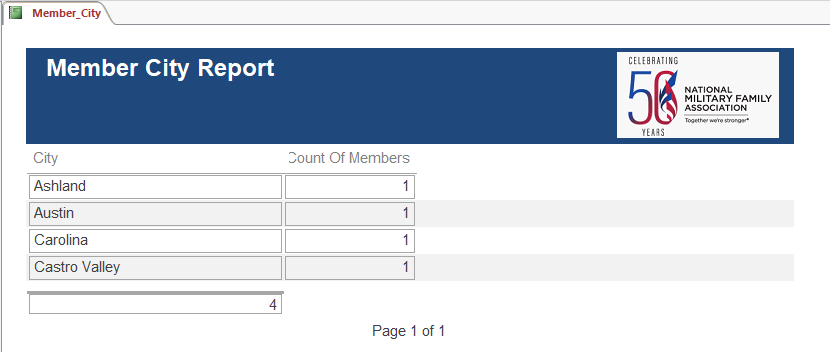 Member_City
Member City Report
CELEBRATING
50
YEARS
NATIONAL
MILITARY FAMILY
ASSOCIATION
Together we're stronger®
City Count Of Members
Ashland 1
Austin 1
Carolina 1
Castro Valley 1
4
Page 1 of 1